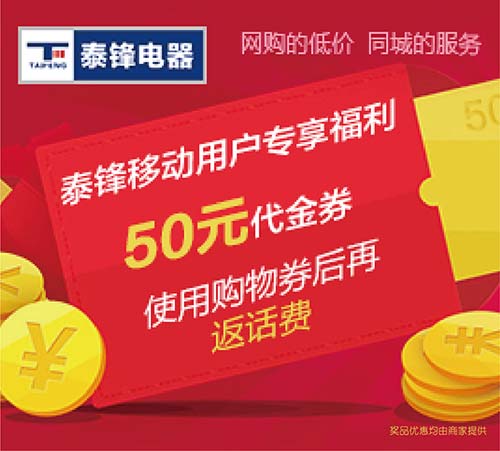 TAIFENG 泰锋电器
网购的低价 同城的服务
泰锋移动用户专享福利
50元代金券
使用购物券后再
返话费
50
¥
奖品优惠均由商家提供